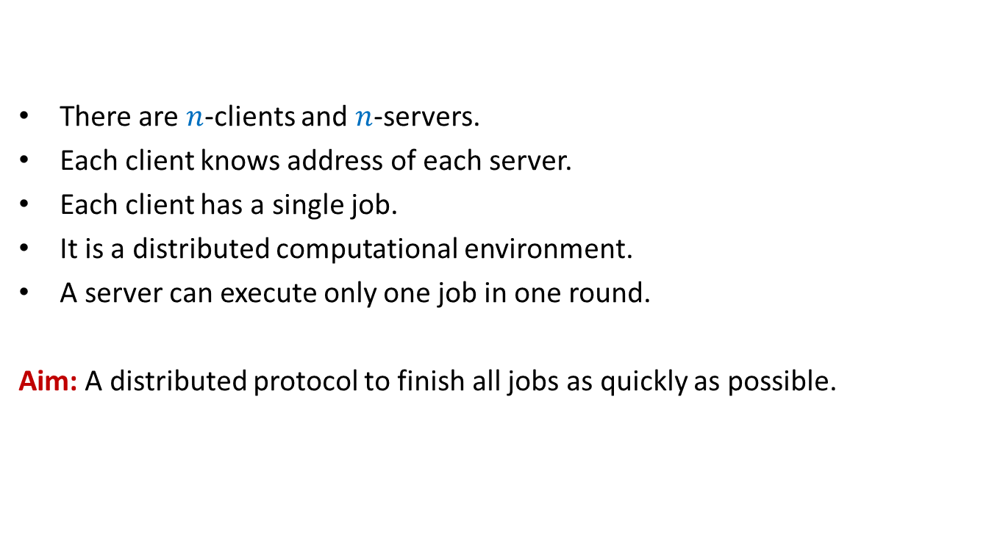 • There are n-clients and n-servers.
• Each client knows address of each server.
• Each client has a single job.
• It is a distributed computational environment.
• A server can execute only one job in one round.
Aim: A distributed protocol to finish all jobs as quickly as possible.